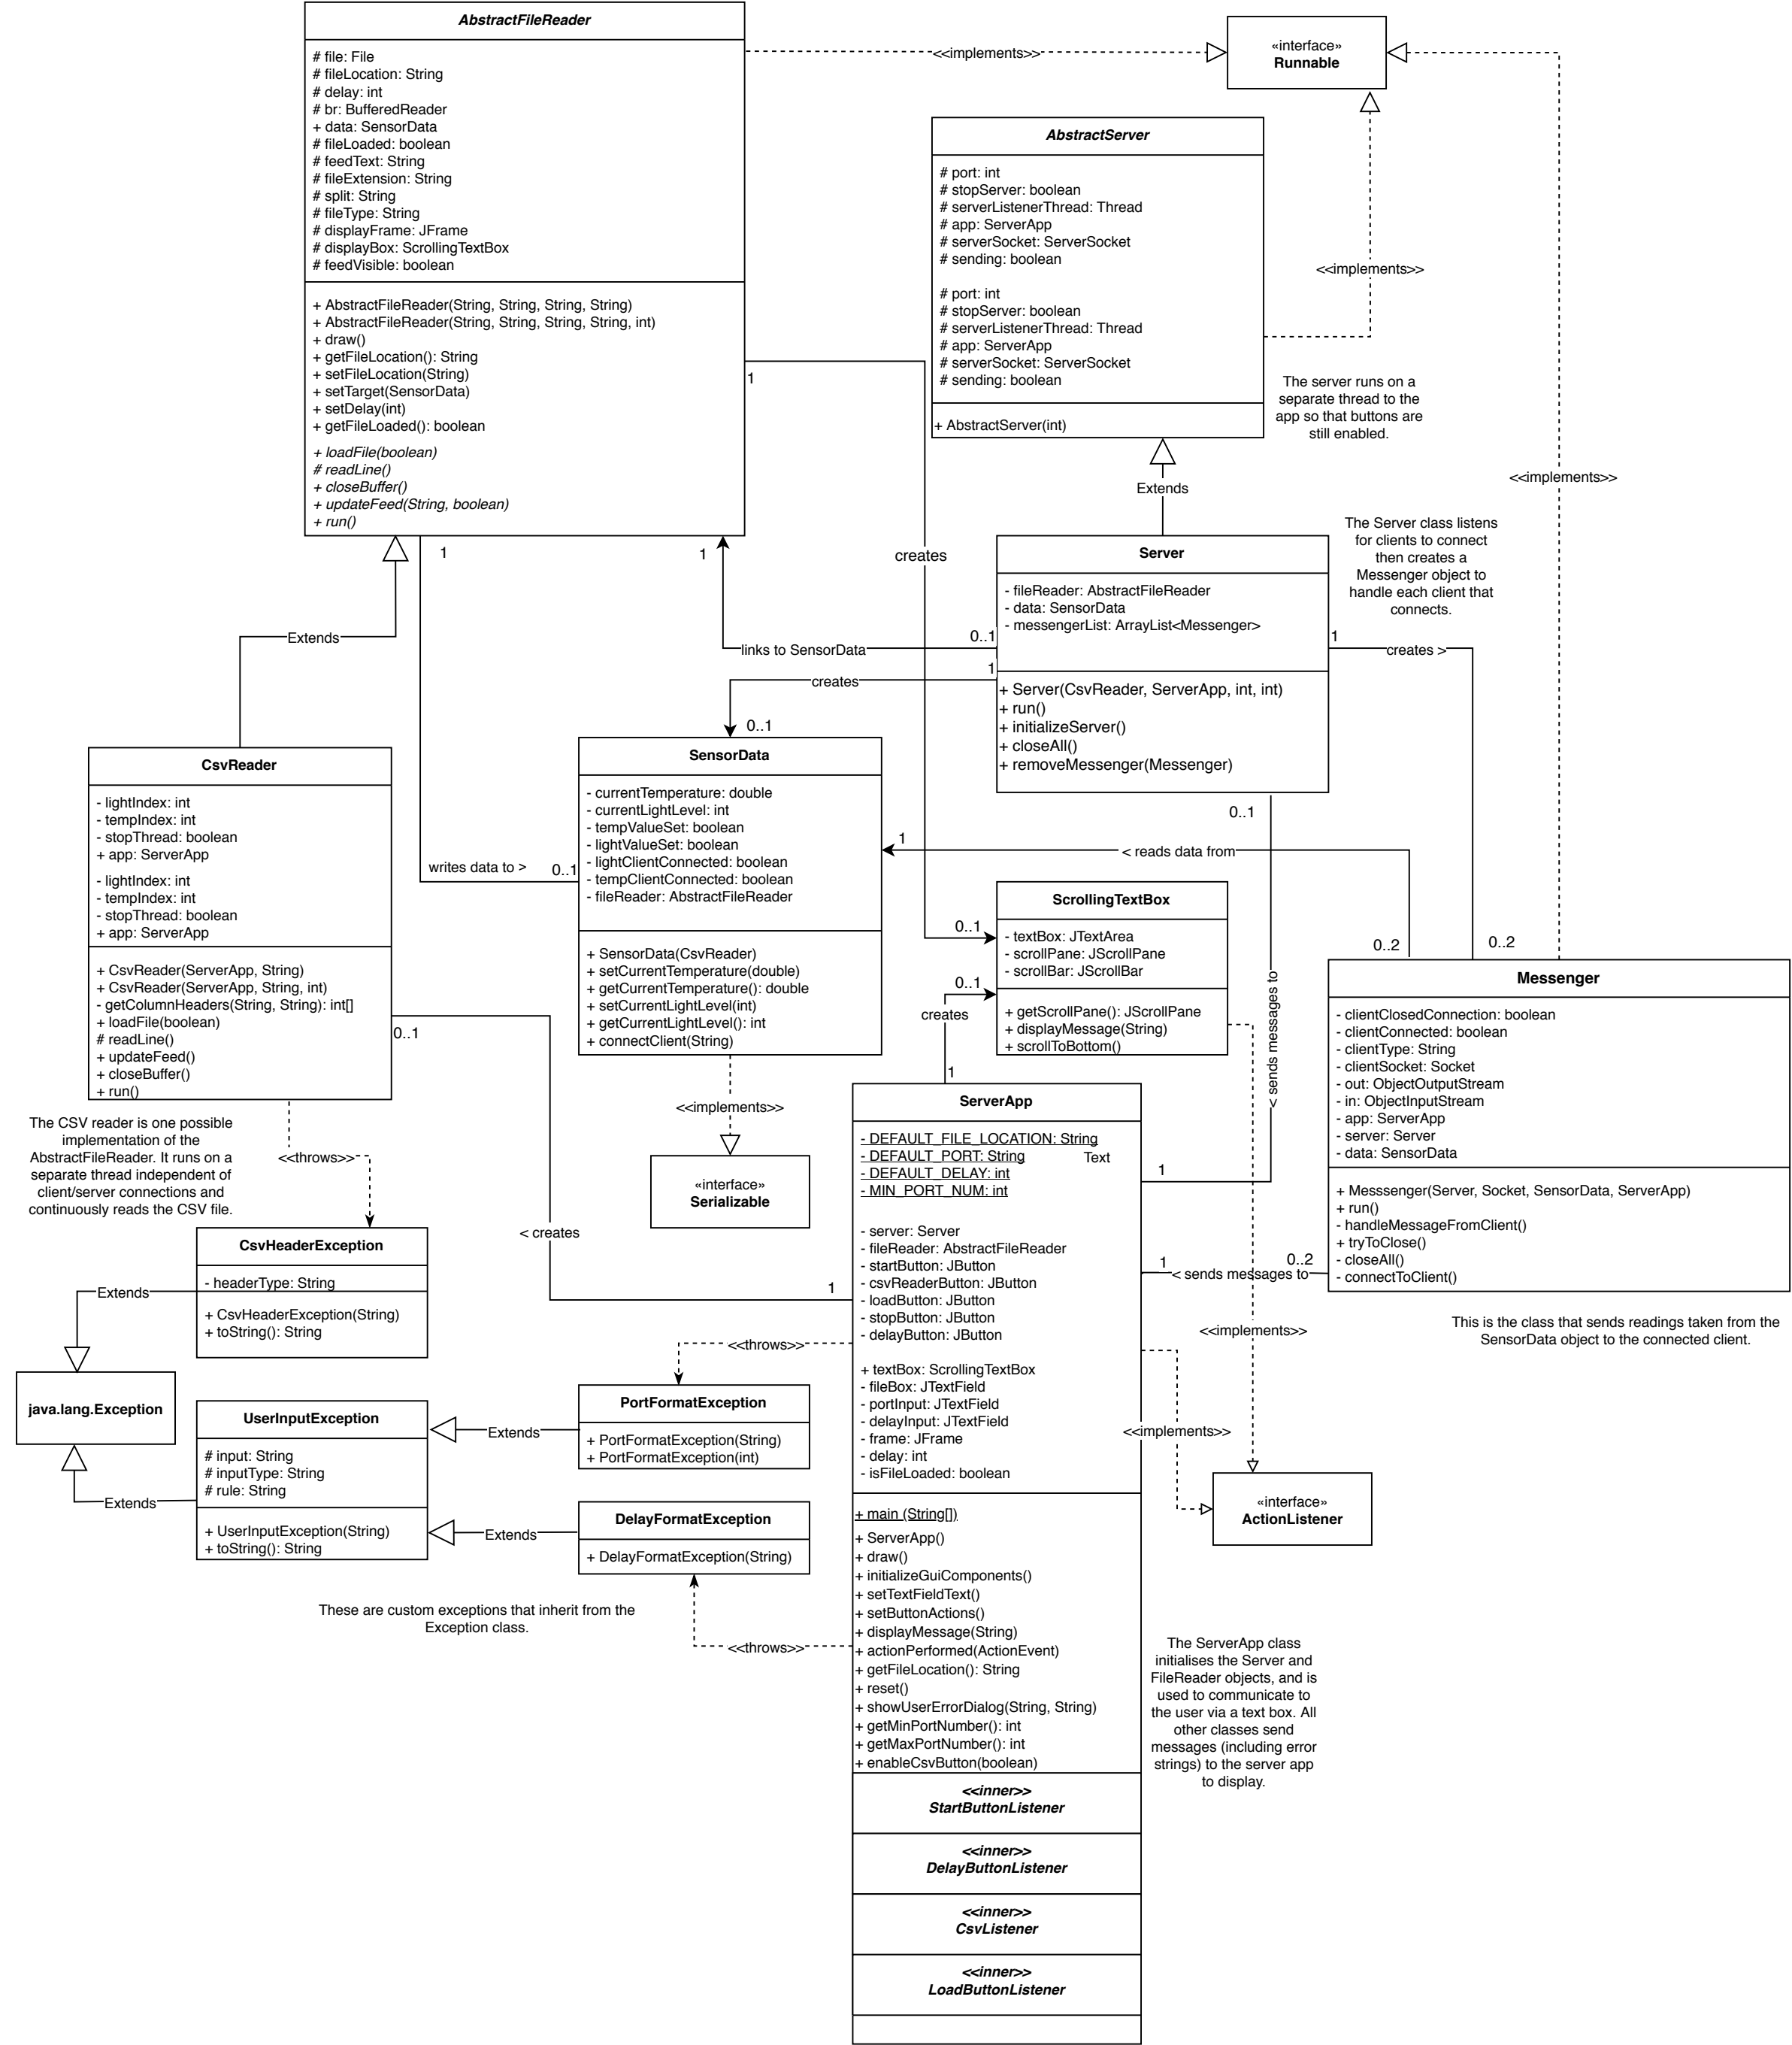 AbstractFileReader
# file: File
# fileLocation: String
# delay: int
# br: BufferedReader
+ data: SensorData
# fileLoaded: boolean
# feedText: String
# fileExtension: String
# split: String
# fileType: String
# displayFrame: JFrame
# displayBox: ScrollingTextBox
# feedVisible: boolean
+ AbstractFileReader(String, String, String, String)
+ AbstractFileReader(String, String, String, String, int)
+ draw()
+ getFileLocation(): String
+ setFileLocation(String)
+ setTarget(SensorData)
+ setDelay(int)
+ getFileLoaded(): boolean
+ loadFile(boolean)
# readLine()
+ closeBuffer()
+ updateFeed(String, boolean)
+ run()
<<implements>>
«interface»
Runnable
AbstractServer
# port: int
# stopServer: boolean
# serverListenerThread: Thread
# app: ServerApp
# serverSocket: ServerSocket
# sending: boolean
# port: int
# stopServer: boolean
# serverListenerThread: Thread
# app: ServerApp
# serverSocket: ServerSocket
# sending: boolean
+ AbstractServer(int)
<<implements>>
The server runs on a
separate thread to the
app so that buttons are
still enabled.
<<implements>>
Extends
1
creates
1
1
The Server class listens
for clients to connect
then creates a
Messenger object to
handle each client that
connects.
Server
- fileReader: AbstractFileReader
- data: SensorData
- messengerList: ArrayList<Messenger>
+ Server(CsvReader, ServerApp, int, int)
+ run()
+ initializeServer()
+ closeAll()
+ removeMessenger(Messenger)
Extends
0..1
links to SensorData
1
creates
0..1
1
creates >
CsvReader
- lightIndex: int
- tempIndex: int
- stopThread: boolean
+ app: ServerApp
- lightIndex: int
- tempIndex: int
- stopThread: boolean
+ app: ServerApp
+ CsvReader(ServerApp, String)
+ CsvReader(ServerApp, String, int)
- getColumnHeaders(String, String): int[]
+ loadFile(boolean)
# readLine()
+ updateFeed()
+ closeBuffer()
+ run()
writes data to >
0..1
SensorData
- currentTemperature: double
- currentLightLevel: int
- tempValueSet: boolean
- lightValueSet: boolean
- lightClientConnected: boolean
- tempClientConnected: boolean
- fileReader: AbstractFileReader
+ SensorData(CsvReader)
+ setCurrentTemperature(double)
+ getCurrentTemperature(): double
+ setCurrentLightLevel(int)
+ getCurrentLightLevel(): int
+ connectClient(String)
0..1
1
< reads data from
0..2
0..2
ScrollingTextBox
- textBox: JTextArea
- scrollPane: JScrollPane
- scrollBar: JScrollBar
+ getScrollPane(): JScrollPane
+ displayMessage(String)
+ scrollToBottom()
0..1
0..1
creates
1
< sends messages to
Messenger
- clientClosedConnection: boolean
- clientConnected: boolean
- clientType: String
- clientSocket: Socket
- out: ObjectOutputStream
- in: ObjectInputStream
- app: ServerApp
- server: Server
- data: SensorData
+ Messsenger(Server, Socket, SensorData, ServerApp)
+ run()
- handleMessageFromClient()
+ tryToClose()
- closeAll()
- connectToClient()
This is the class that sends readings taken from the
SensorData object to the connected client.
0..1
The CSV reader is one possible
implementation of the
AbstractFileReader. It runs on a
separate thread independent of
client/server connections and
continuously reads the CSV file.
<<throws>>
<<implements>>
«interface»
Serializable
< creates
1
CsvHeaderException
- headerType: String
+ CsvHeaderException(String)
+ toString(): String
Extends
java.lang.Exception
UserInputException
# input: String
# inputType: String
# rule: String
+ UserInputException(String)
+ toString(): String
Extends
<<throws>>
PortFormatException
+ PortFormatException(String)
+ PortFormatException(int)
Extends
DelayFormatException
+ DelayFormatException(String)
Extends
<<throws>>
These are custom exceptions that inherit from the
Exception class.
ServerApp
- DEFAULT_FILE_LOCATION: String
- DEFAULT_PORT: String
Text
- DEFAULT_DELAY: int
- MIN_PORT_NUM: int
- server: Server
- fileReader: AbstractFileReader
- startButton: JButton
- csvReaderButton: JButton
- loadButton: JButton
- stopButton: JButton
- delayButton: JButton
+ textBox: ScrollingTextBox
- fileBox: JTextField
- portInput: JTextField
- delayInput: JTextField
- frame: JFrame
- delay: int
- isFileLoaded: boolean
+ main (String[])
+ ServerApp()
+ draw()
+ initializeGuiComponents()
+ setTextFieldText()
+ setButtonActions()
+ displayMessage(String)
+ actionPerformed(ActionEvent)
+ getFileLocation(): String
+ reset()
+ showUserErrorDialog(String, String)
+ getMinPortNumber(): int
+ getMaxPortNumber(): int
+ enableCsvButton(boolean)
<<inner>>
StartButtonListener
<<inner>>
DelayButtonListener
<<inner>>
CsvListener
<<inner>>
LoadButtonListener
1
1
< sends messages to
0..2
<<implements>>
<<implements>>
«interface»
ActionListener
The ServerApp class
initialises the Server and
FileReader objects, and is
used to communicate to
the user via a text box. All
other classes send
messages (including error
strings) to the server app
to display.